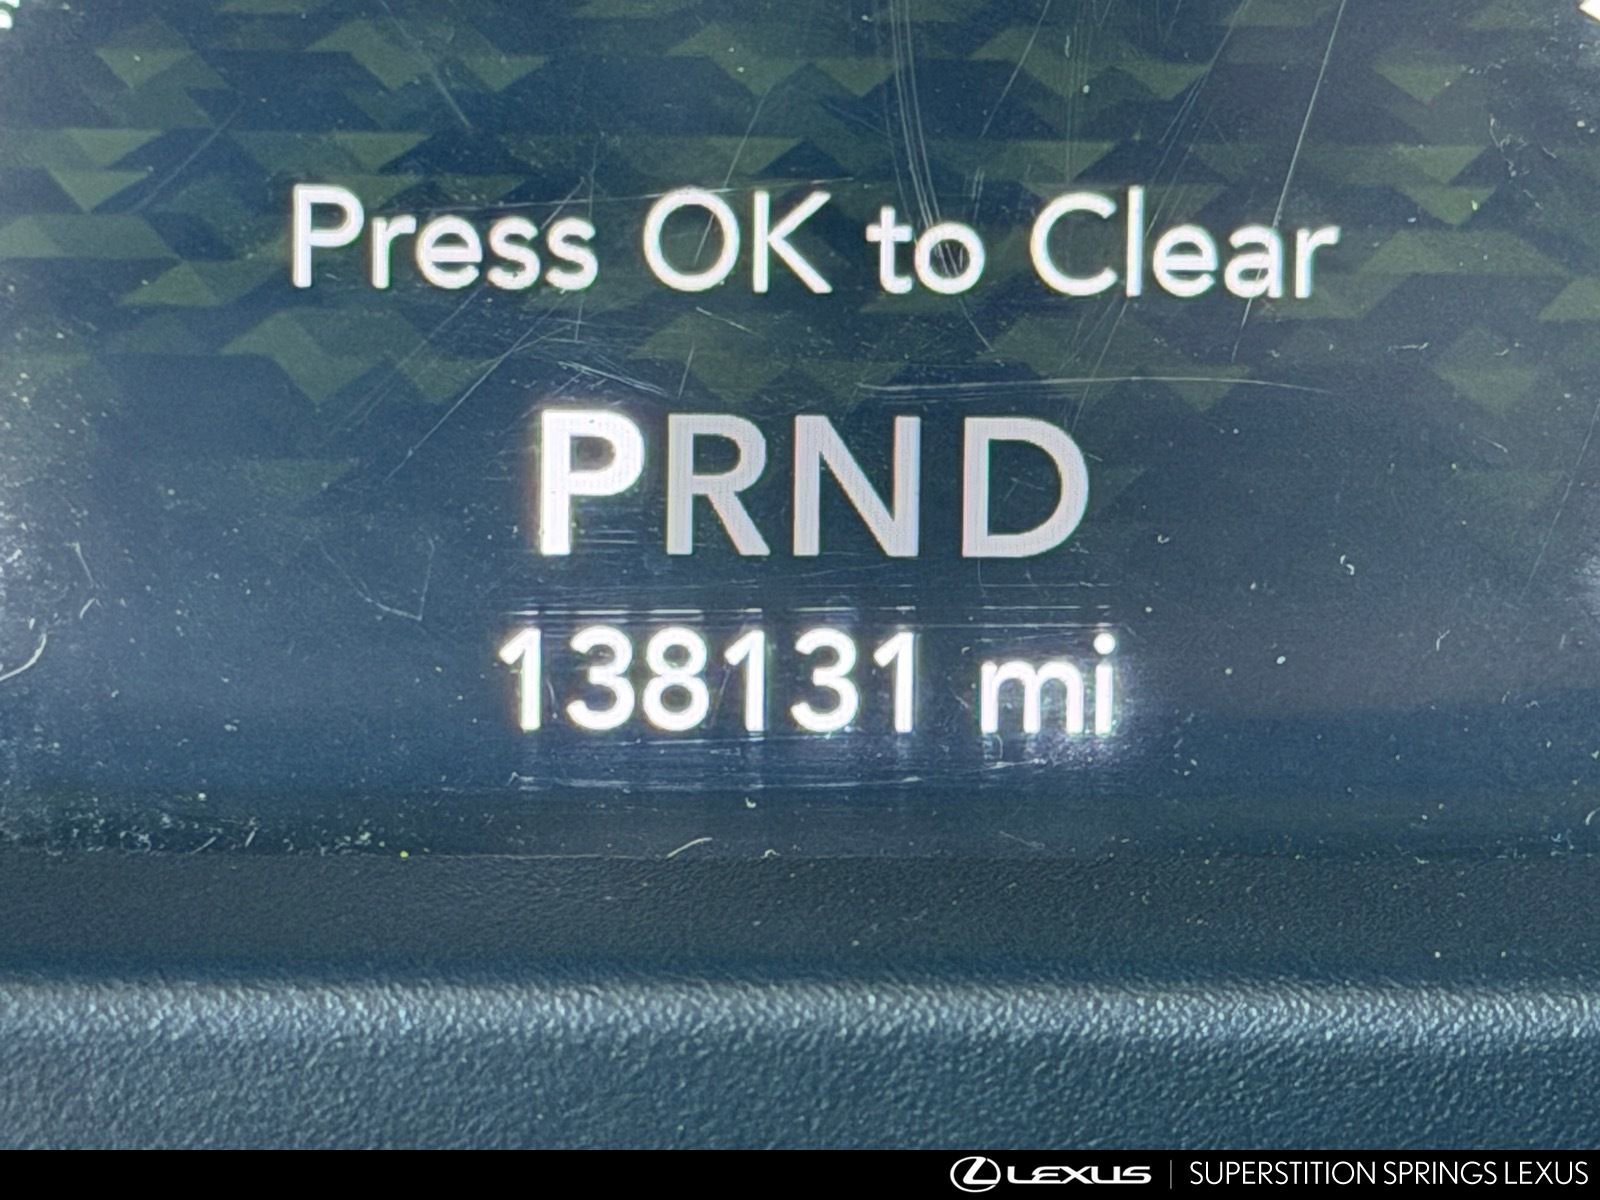 Press OK to Clear
PRND
138131 mi
LEXUS | SUPERSTITION SPRINGS LEXUS